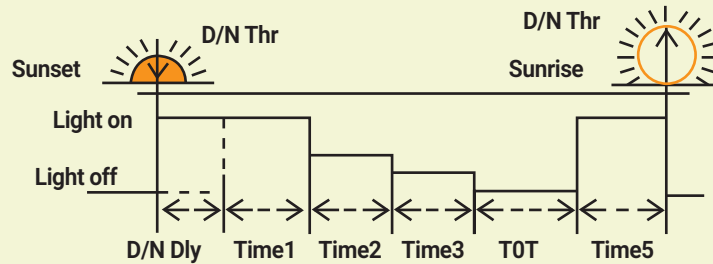 D/N Thr
D/N Thr
Sunset
Sunrise
Light on
Light off
D/N Dly Time1 Time2 Time3 T0T Time5